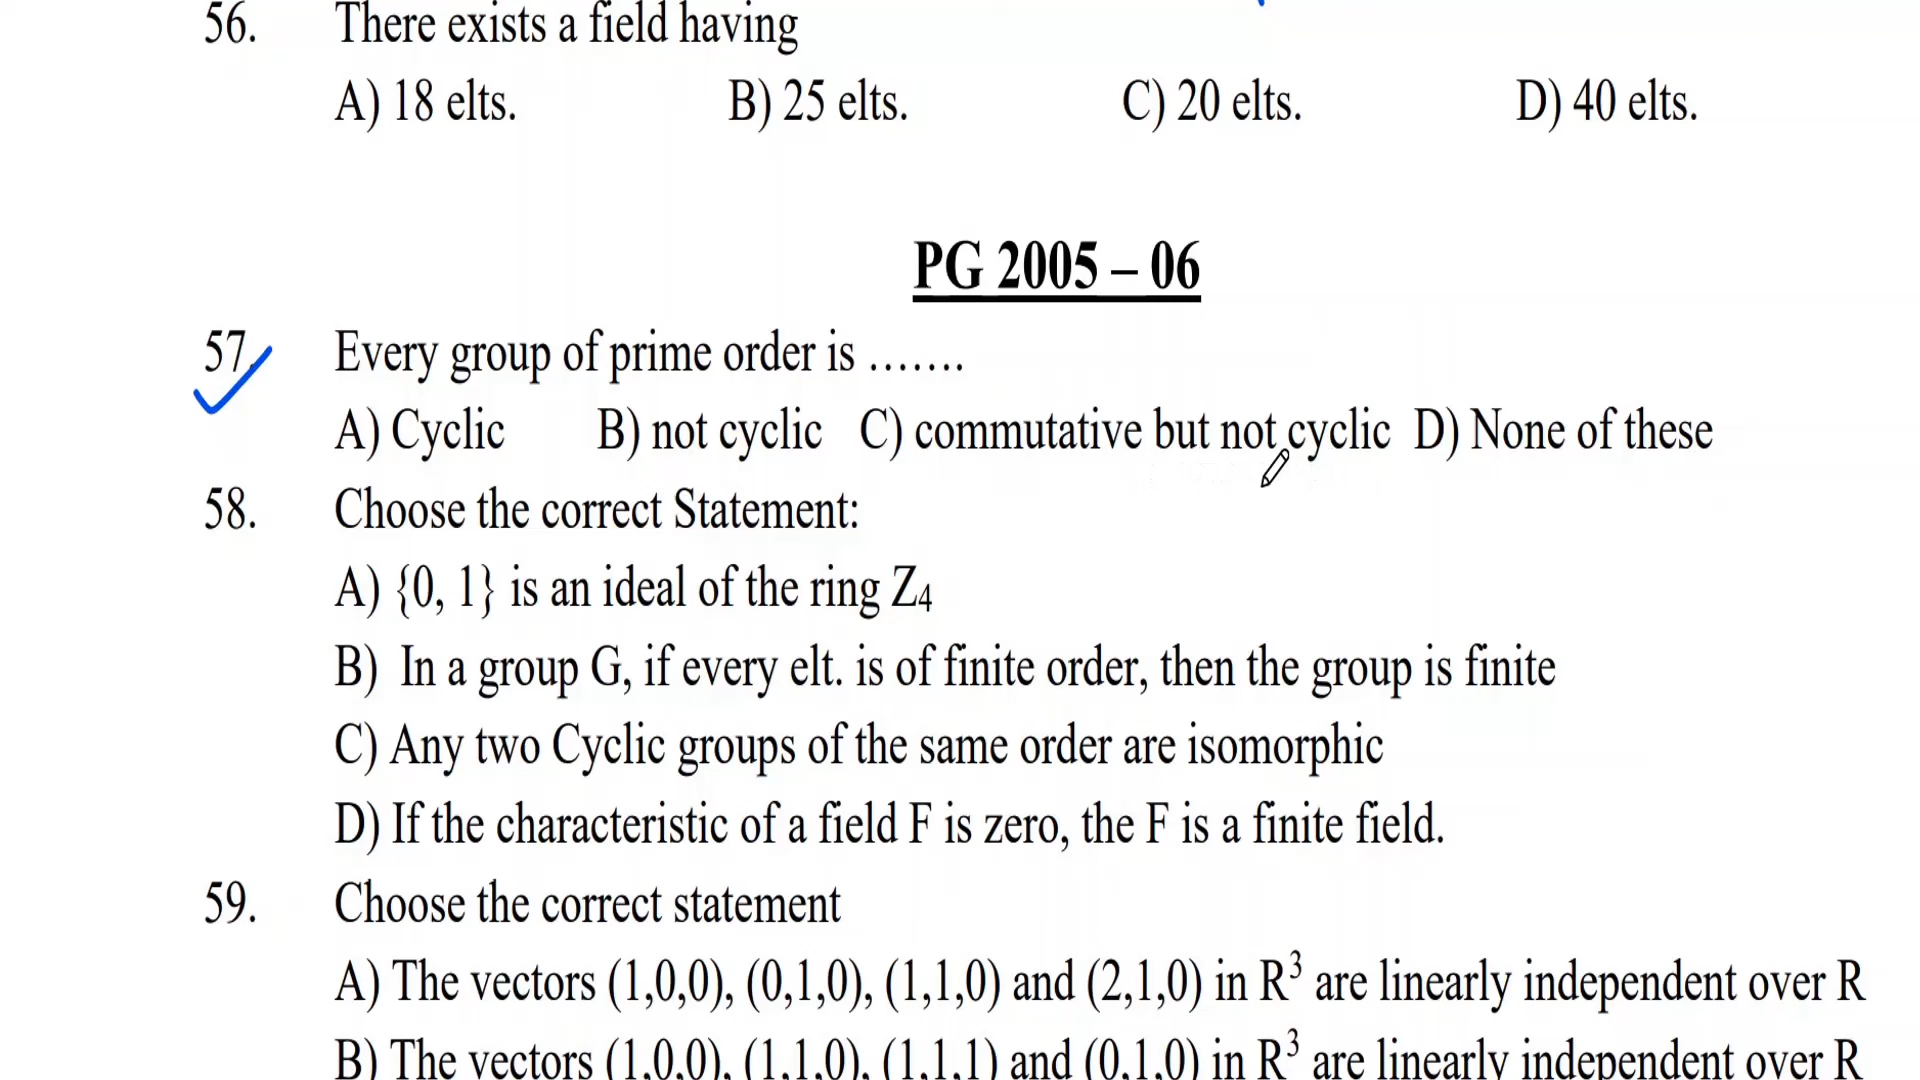 56. There exists a field having
A) 18 elts. B) 25 elts. C) 20 elts. D) 40 elts.
PG 2005 – 06
57. Every group of prime order is …….
A) Cyclic B) not cyclic C) commutative but not cyclic D) None of these
58. Choose the correct Statement:
A) {0, 1} is an ideal of the ring Z₄
B) In a group G, if every elt. is of finite order, then the group is finite
C) Any two Cyclic groups of the same order are isomorphic
D) If the characteristic of a field F is zero, the F is a finite field.
59. Choose the correct statement
A) The vectors (1,0,0), (0,1,0), (1,1,0) and (2,1,0) in R³ are linearly independent over R
B) The vectors (1,0,0), (1,1,0), (1,1,1) and (0,1,0) in R³ are linearly independent over R